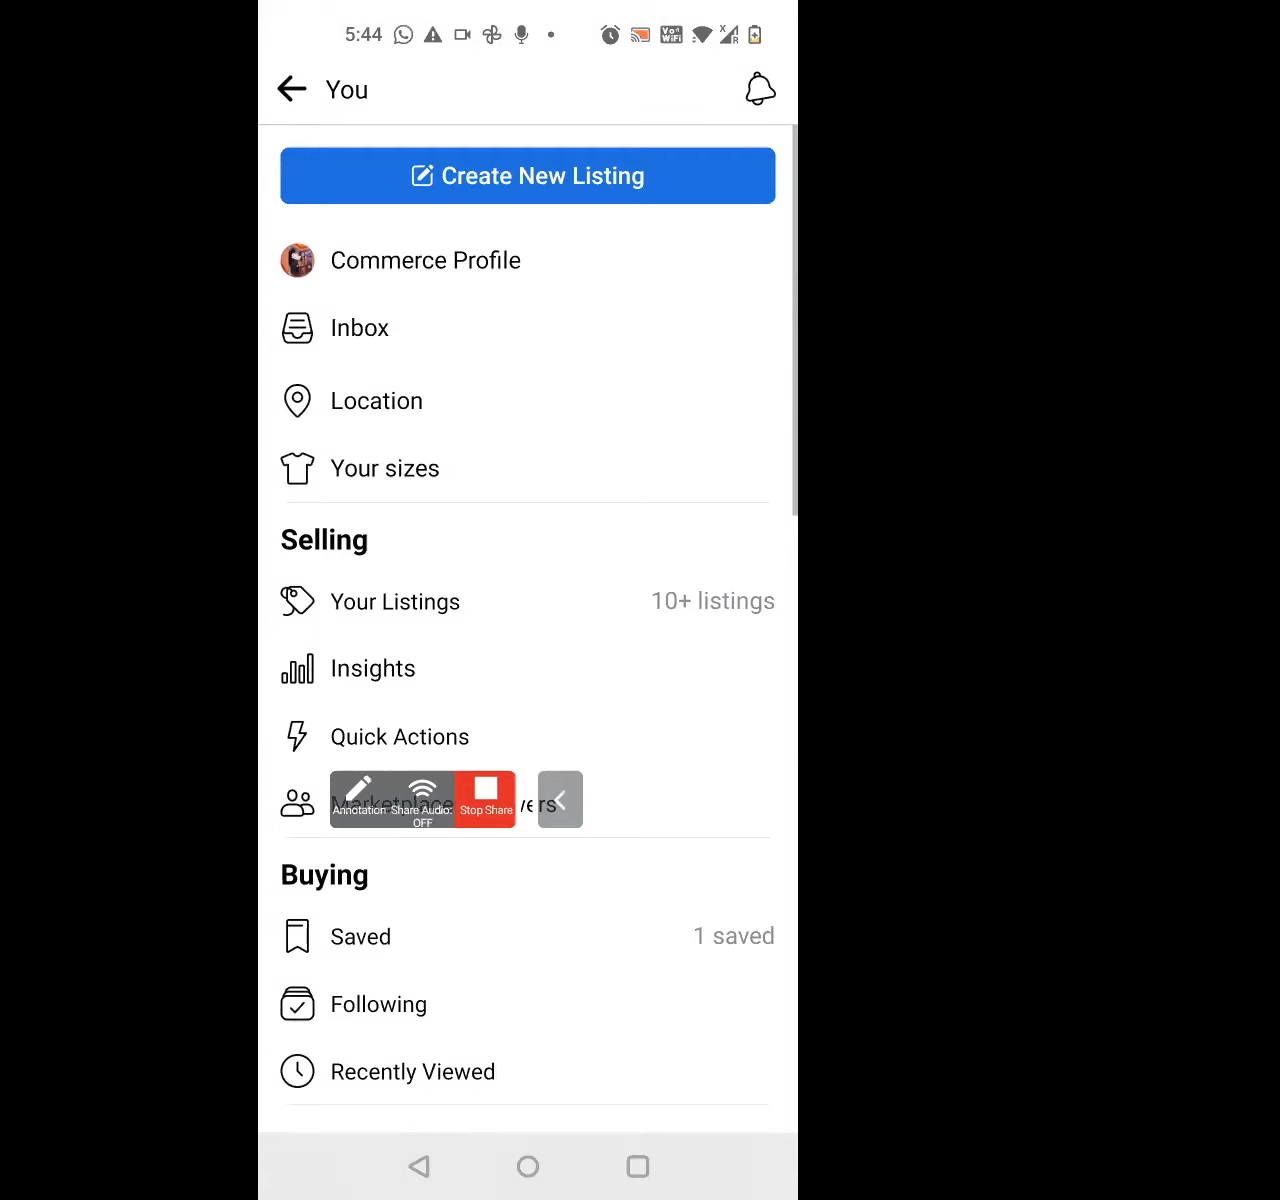 5:44
You
Create New Listing
Commerce Profile
Inbox
Location
Your sizes
Selling
Your Listings 10+ listings
Insights
Quick Actions
Marketplace
Annotation Share Audio: OFF Stop Share
Buying
Saved 1 saved
Following
Recently Viewed